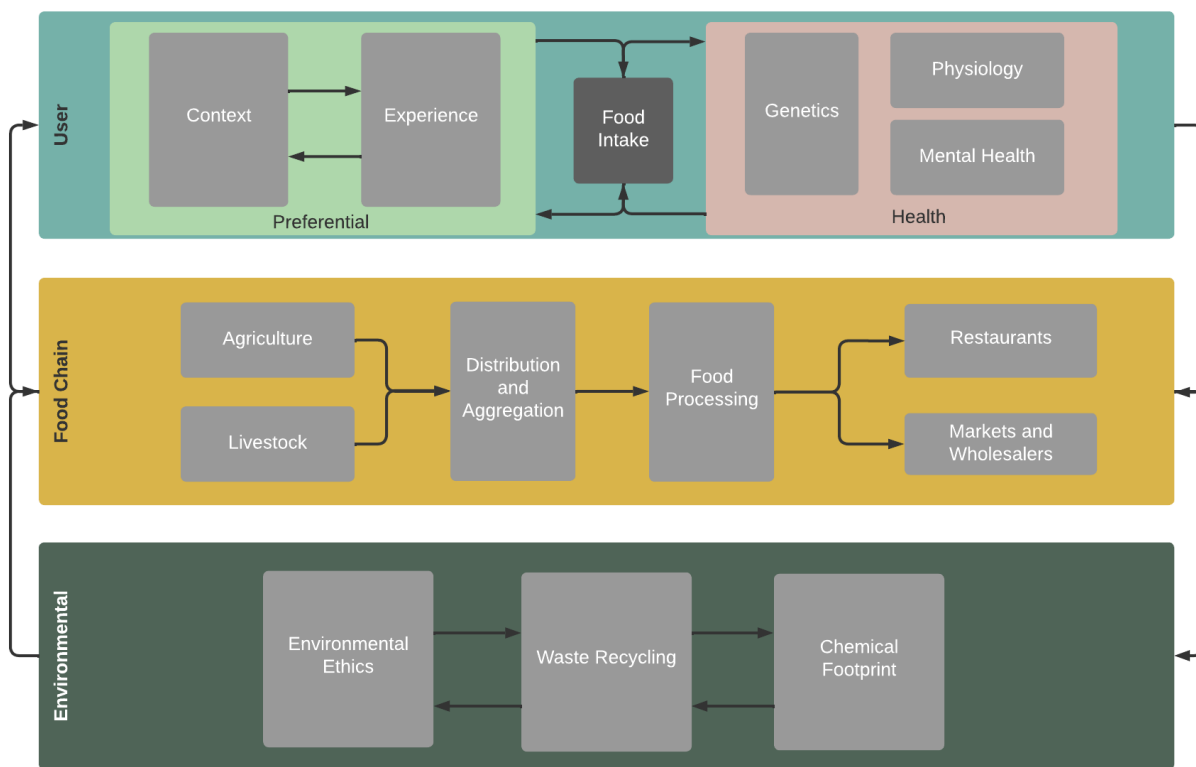 User
Context
Experience
Preferential
Food
Intake
Genetics
Physiology
Mental Health
Health
Food Chain
Agriculture
Livestock
Distribution
and
Aggregation
Food
Processing
Restaurants
Markets and
Wholesalers
Environmental
Environmental
Ethics
Waste Recycling
Chemical
Footprint